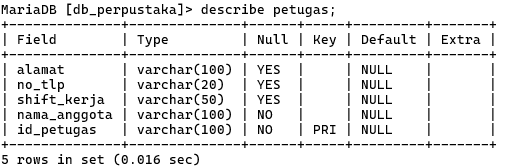 MariaDB [db_perpustaka]> describe petugas;
+--------------+--------------+------+-----+---------+-------+
| Field        | Type         | Null | Key | Default | Extra |
+--------------+--------------+------+-----+---------+-------+
| alamat       | varchar(100) | YES  |     | NULL    |       |
| no_tlp       | varchar(20)  | YES  |     | NULL    |       |
| shift_kerja  | varchar(50)  | YES  |     | NULL    |       |
| nama_anggota | varchar(100) | NO   |     | NULL    |       |
| id_petugas   | varchar(100) | NO   | PRI | NULL    |       |
+--------------+--------------+------+-----+---------+-------+
5 rows in set (0.016 sec)